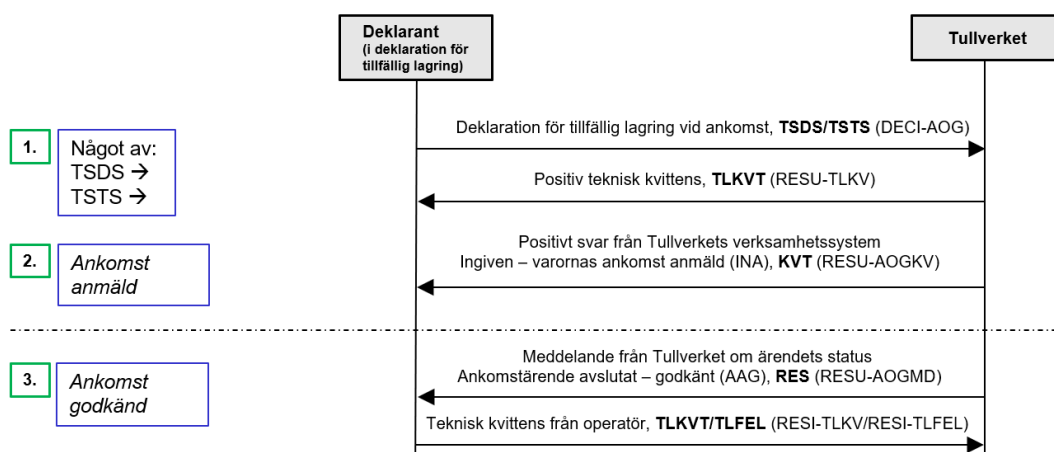 Deklarant
(i deklaration för
tillfällig lagring)
Tullverket
1.
Något av:
TSDS →
TSTS →
Deklaration för tillfällig lagring vid ankomst, TSDS/TSTS (DECI-AOG)
Positiv teknisk kvittens, TLKVT (RESU-TLKV)
2.
Ankomst
anmäld
Positivt svar från Tullverkets verksamhetssystem
Ingiven – varornas ankomst anmäld (INA), KVT (RESU-AOGKV)
3.
Ankomst
godkänd
Meddelande från Tullverket om ärendets status
Ankomstärende avslutat – godkänt (AAG), RES (RESU-AOGMD)
Teknisk kvittens från operatör, TLKVT/TLFEL (RESI-TLKV/RESI-TLFEL)